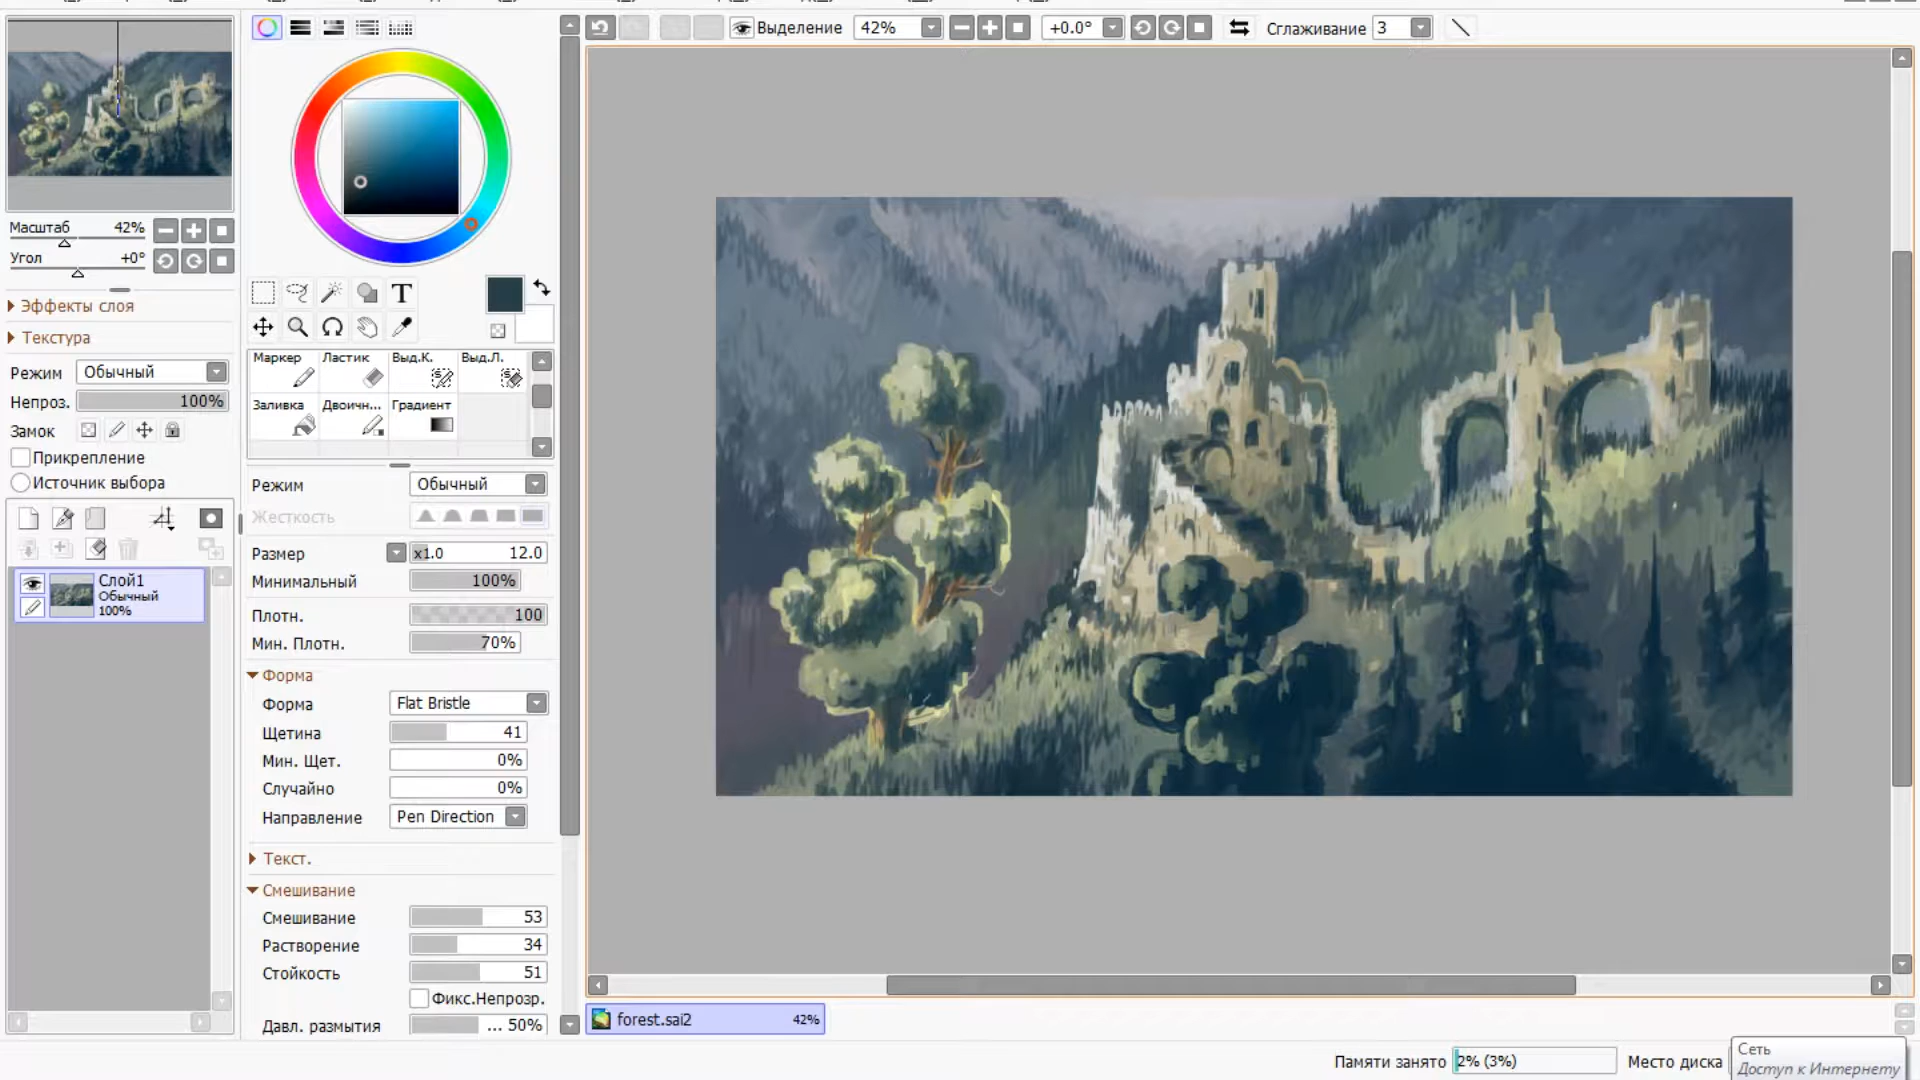 Выделение
42%
+0.0°
Сглаживание
3
Масштаб
42%
Угол
+0°
Эффекты слоя
Текстура
Режим
Обычный
Непроз.
100%
Замок
Прикрепление
Источник выбора
Слой1
Обычный
100%
T
Маркер
Ластик
Выд.К.
Выд.Л.
Заливка
Двоичн...
Градиент
Режим
Обычный
Жесткость
Размер
x1.0
12.0
Минимальный
100%
Плотн.
100
Мин. Плотн.
70%
Форма
Форма
Flat Bristle
Щетина
41
Мин. Щет.
0%
Случайно
0%
Направление
Pen Direction
Текст.
Смешивание
Смешивание
53
Растворение
34
Стойкость
51
Фикс.Непрозр.
Давл. размытия
... 50%
forest.sai2
42%
Памяти занято
2% (3%)
Место диска
Сеть
Доступ к Интернету